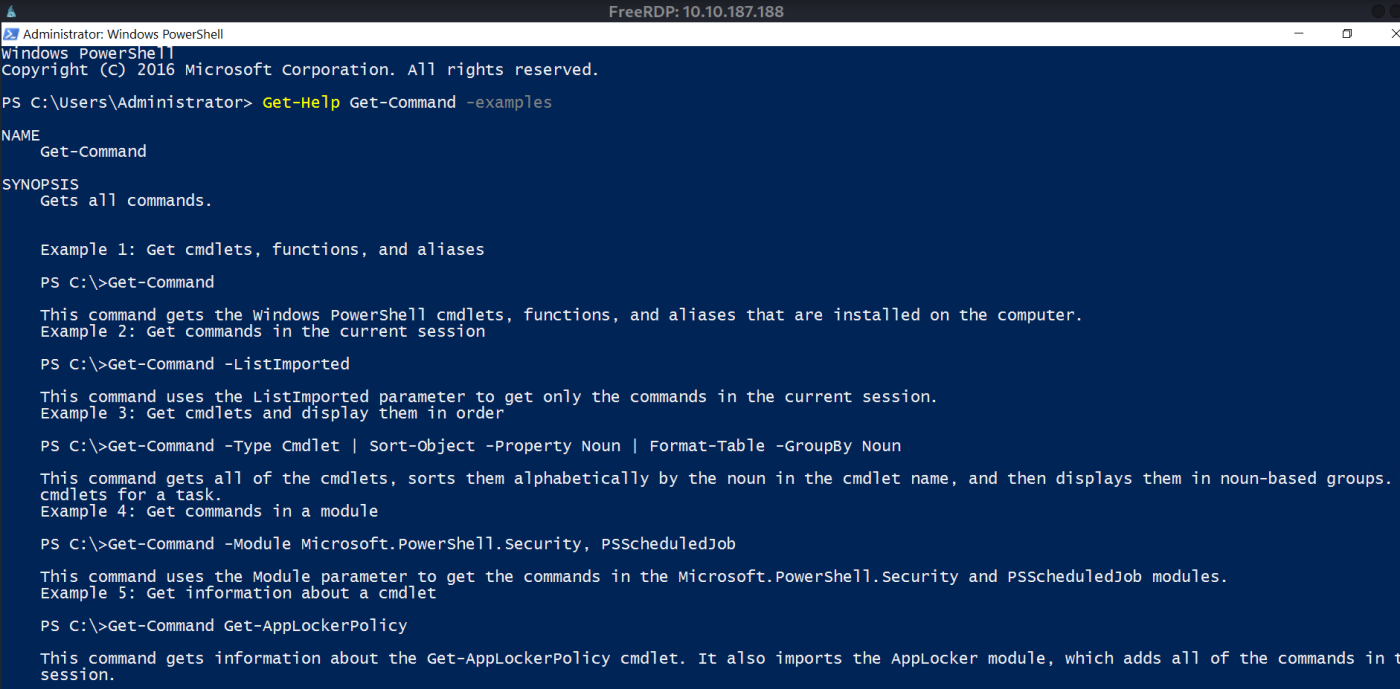 FreeRDP: 10.10.187.188
Administrator: Windows PowerShell
Windows PowerShell
Copyright (C) 2016 Microsoft Corporation. All rights reserved.
PS C:\Users\Administrator> Get-Help Get-Command -examples
NAME
Get-Command
SYNOPSIS
Gets all commands.
Example 1: Get cmdlets, functions, and aliases
PS C:\>Get-Command
This command gets the Windows PowerShell cmdlets, functions, and aliases that are installed on the computer.
Example 2: Get commands in the current session
PS C:\>Get-Command -ListImported
This command uses the ListImported parameter to get only the commands in the current session.
Example 3: Get cmdlets and display them in order
PS C:\>Get-Command -Type Cmdlet | Sort-Object -Property Noun | Format-Table -GroupBy Noun
This command gets all of the cmdlets, sorts them alphabetically by the noun in the cmdlet name, and then displays them in noun-based groups.
cmdlets for a task.
Example 4: Get commands in a module
PS C:\>Get-Command -Module Microsoft.PowerShell.Security, PSScheduledJob
This command uses the Module parameter to get the commands in the Microsoft.PowerShell.Security and PSScheduledJob modules.
Example 5: Get information about a cmdlet
PS C:\>Get-Command Get-AppLockerPolicy
This command gets information about the Get-AppLockerPolicy cmdlet. It also imports the AppLocker module, which adds all of the commands in
session.